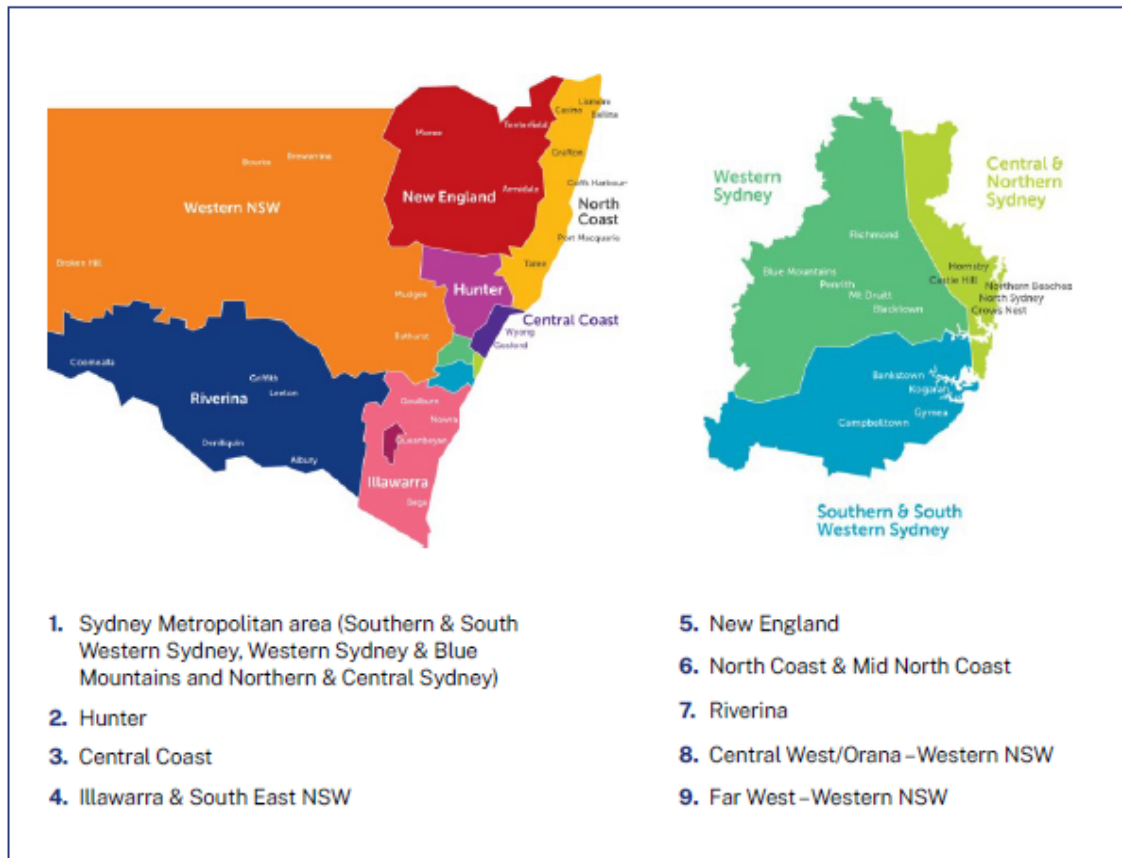 Lismore
Casino
Ballina
Tenterfield
Moree
Grafton
Bourke
Brewarrina
Coffs Harbour
Armidale
New England
North
Coast
Western NSW
Port Macquarie
Taree
Broken Hill
Hunter
Mudgee
Central Coast
Wyong
Gosford
Bathurst
Coomealla
Griffith
Leeton
Riverina
Goulburn
Nowra
Queanbeyan
Deniliquin
Albury
Illawarra
Bega
Western
Sydney
Central &
Northern
Sydney
Richmond
Hornsby
Castle Hill
Blue Mountains
Penrith
Northern Beaches
Mt Druitt
North Sydney
Blacktown
Crows Nest
Bankstown
Kogarah
Gymea
Campbelltown
Southern & South
Western Sydney
1. Sydney Metropolitan area (Southern & South
Western Sydney, Western Sydney & Blue
Mountains and Northern & Central Sydney)
2. Hunter
3. Central Coast
4. Illawarra & South East NSW
5. New England
6. North Coast & Mid North Coast
7. Riverina
8. Central West/Orana – Western NSW
9. Far West – Western NSW